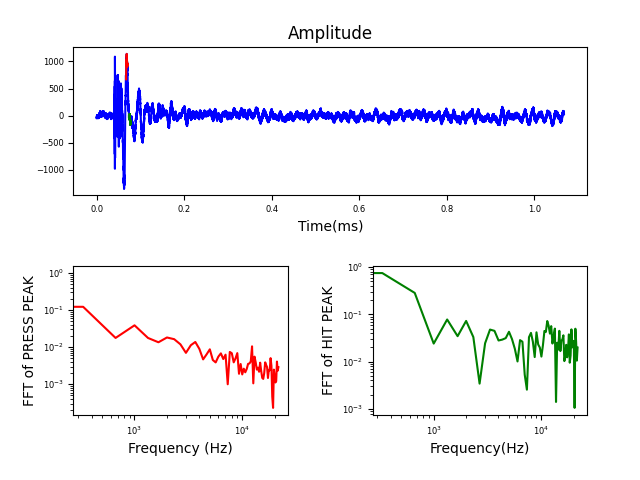 Amplitude
1000
500
0
−500
−1000
0.0 0.2 0.4 0.6 0.8 1.0
Time(ms)
FFT of PRESS PEAK
10⁰
10⁻¹
10⁻²
10⁻³
10³ 10⁴
Frequency (Hz)
FFT of HIT PEAK
10⁰
10⁻¹
10⁻²
10⁻³
10³ 10⁴
Frequency(Hz)